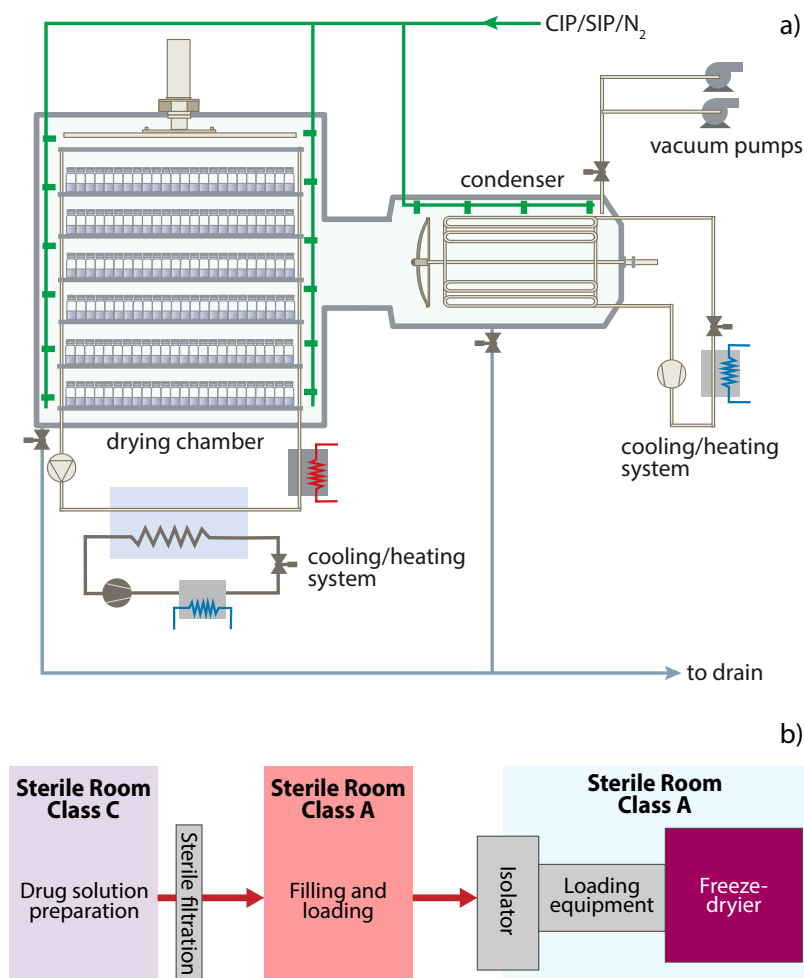 CIP/SIP/N₂
a)
vacuum pumps
condenser
drying chamber
cooling/heating
system
cooling/heating
system
to drain
b)
Sterile Room
Class C
Drug solution
preparation
Sterile filtration
Sterile Room
Class A
Filling and
loading
Sterile Room
Class A
Isolator
Loading
equipment
Freeze-
dryier